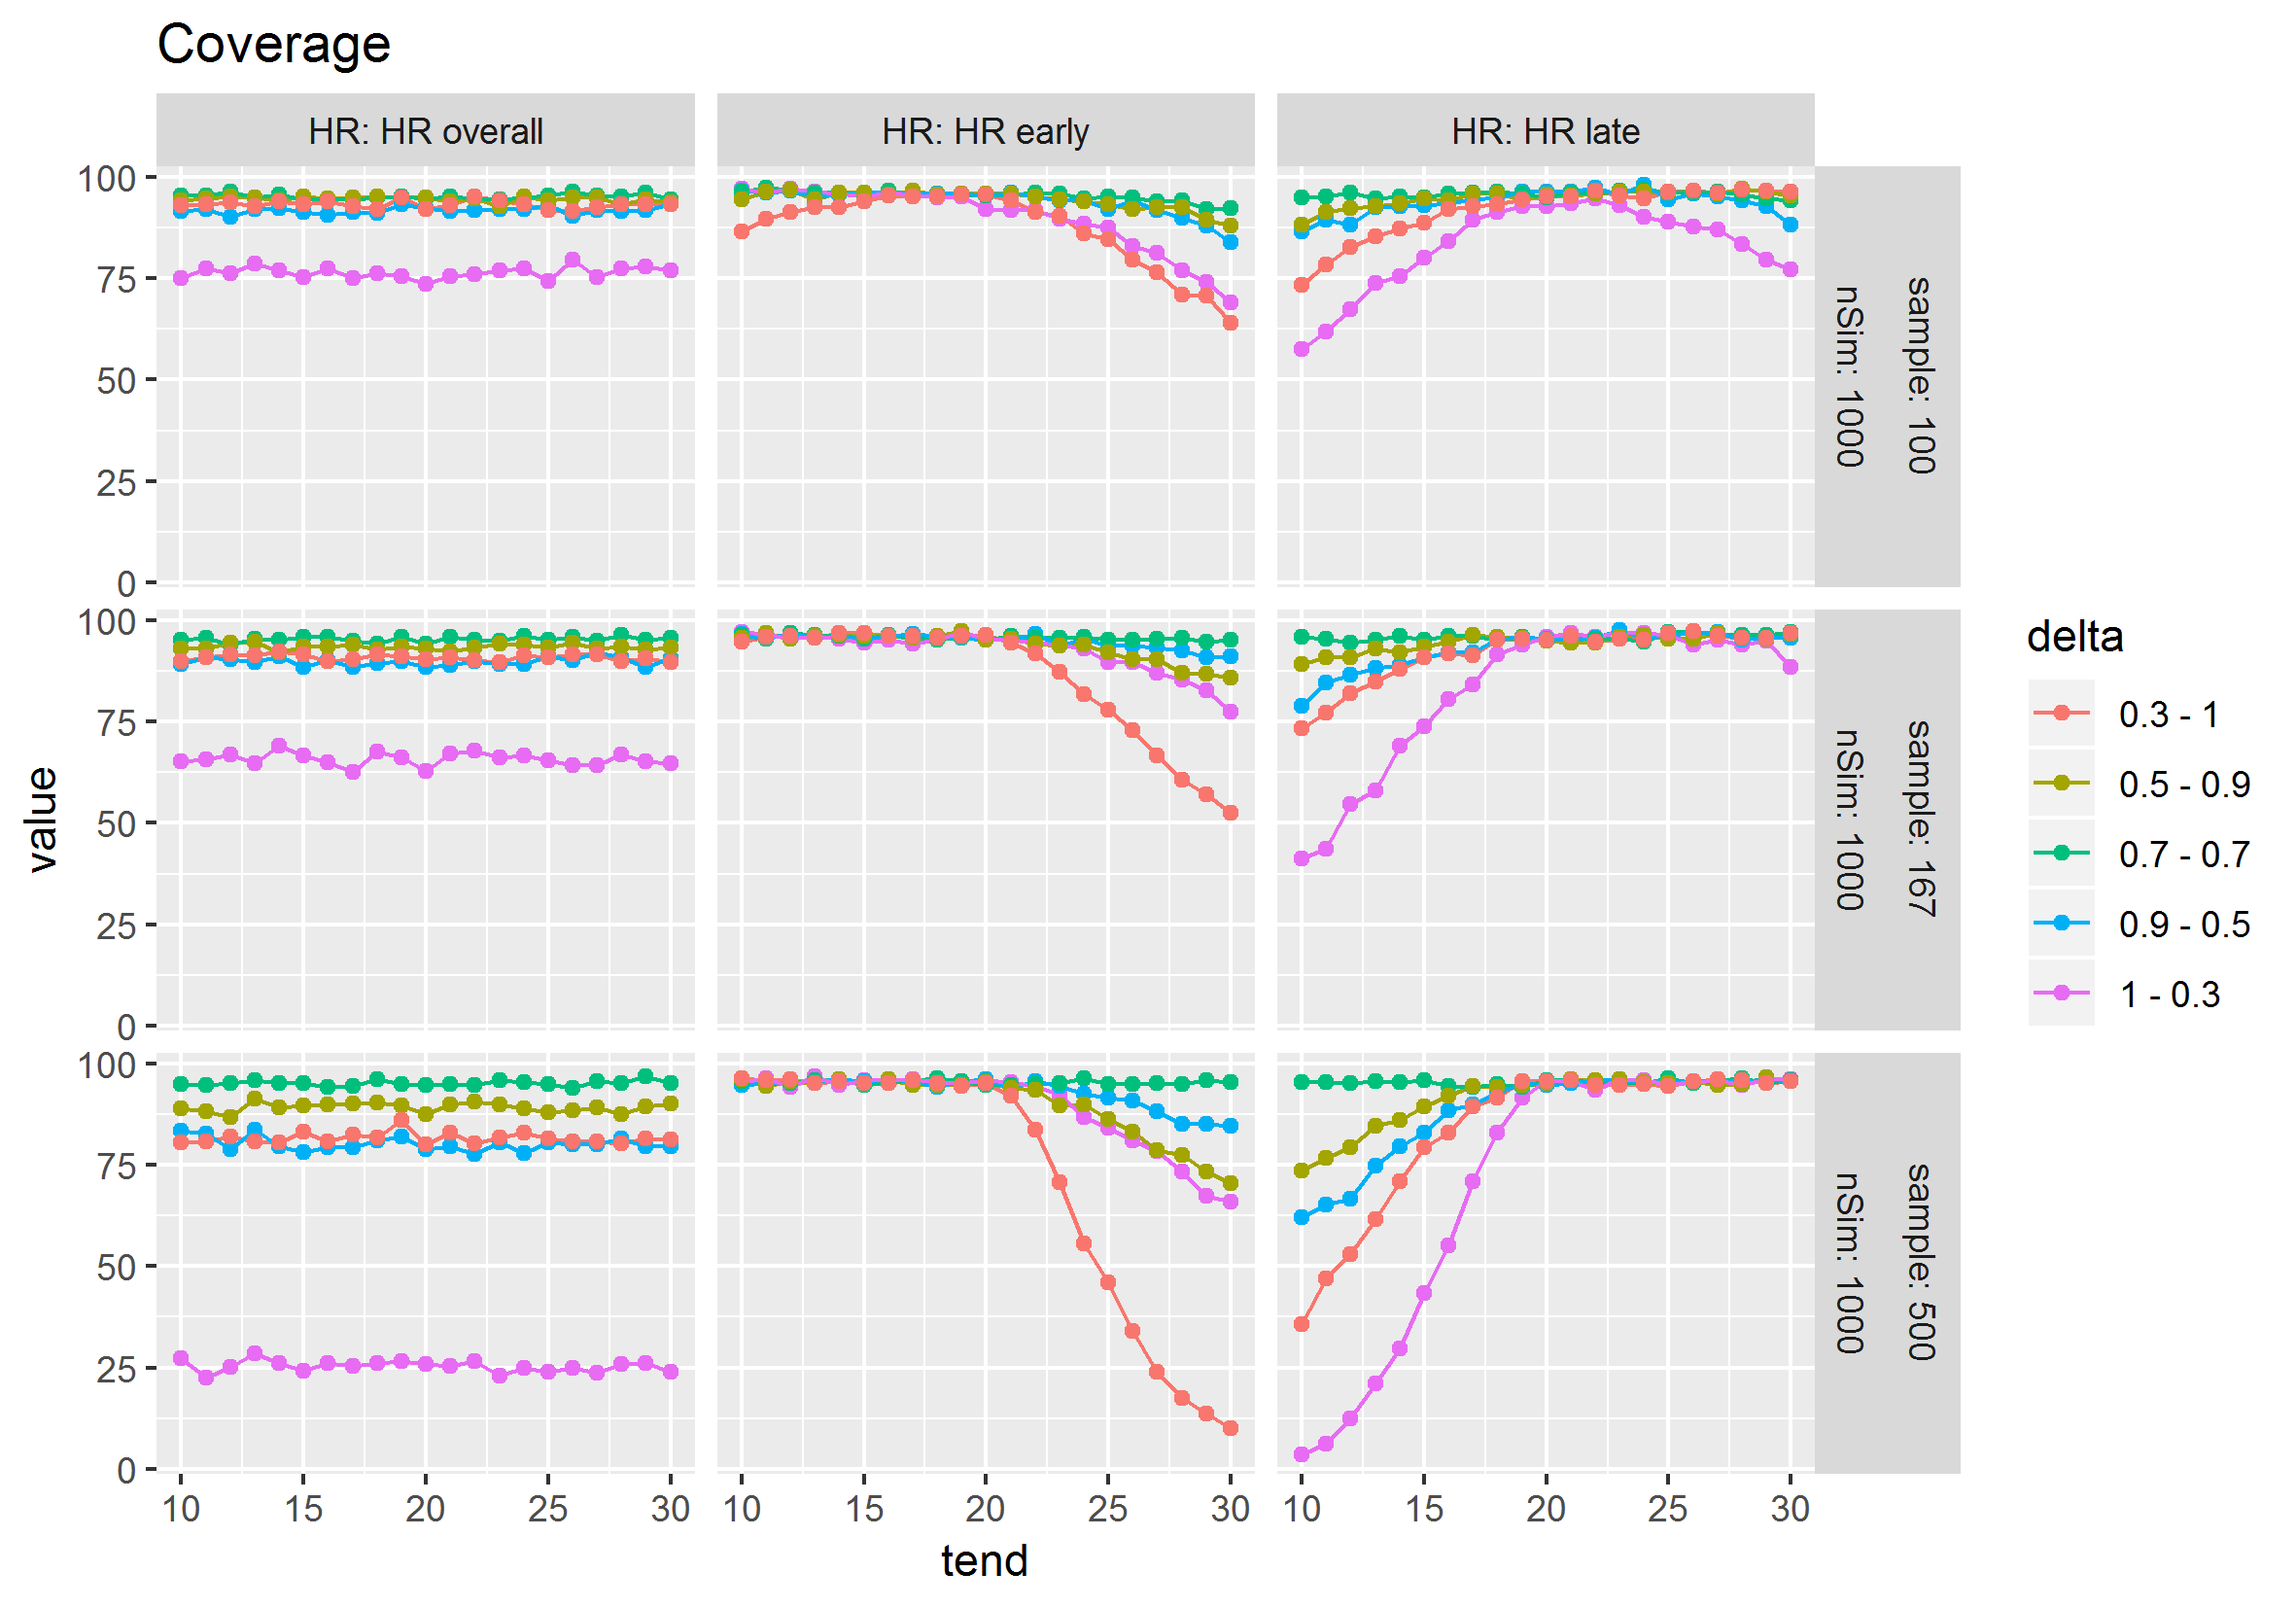 Coverage
HR: HR overall
HR: HR early
HR: HR late
100
75
50
25
0
sample: 100
nSim: 1000
100
75
50
25
0
sample: 167
nSim: 1000
100
75
50
25
0
sample: 500
nSim: 1000
value
10 15 20 25 30
10 15 20 25 30
10 15 20 25 30
tend
delta
0.3 - 1
0.5 - 0.9
0.7 - 0.7
0.9 - 0.5
1 - 0.3